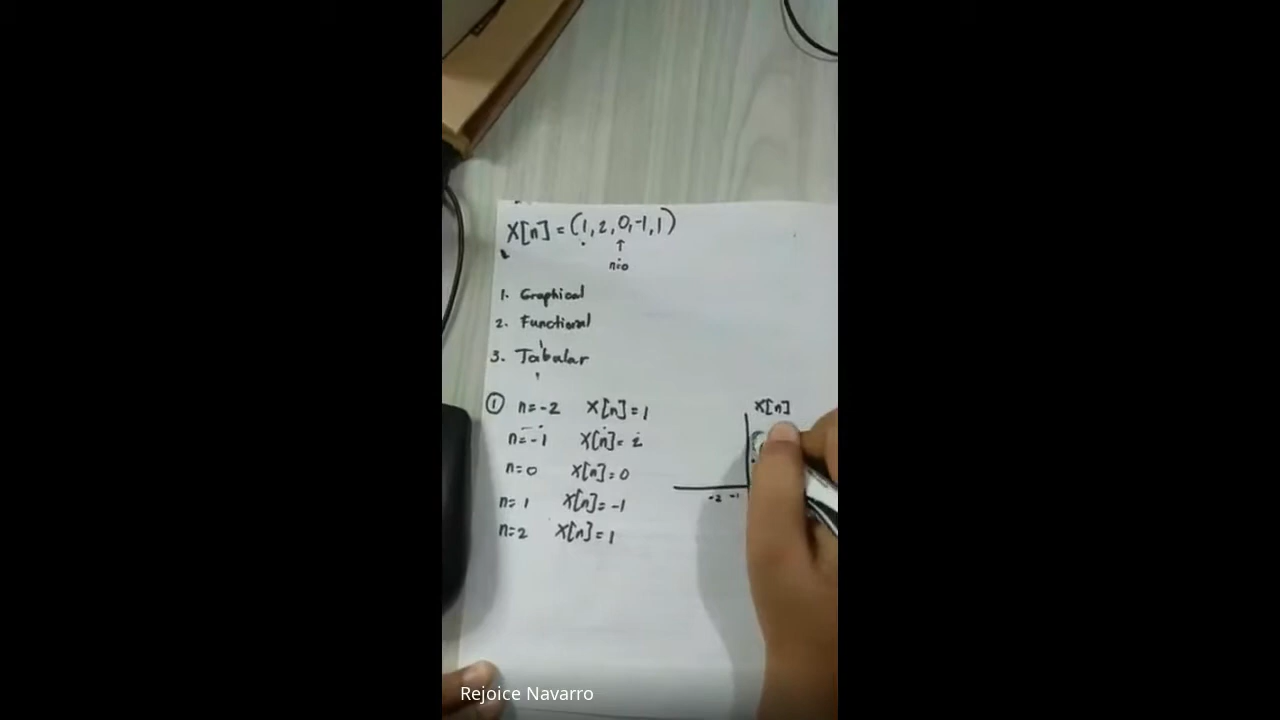 X[n] = (1, 2, 0, -1, 1)
↑
n=0
1. Graphical
2. Functional
3. Tabular
① n=-2 X[n]=1
n=-1 X[n]=2
n=0 X[n]=0
n=1 X[n]=-1
n=2 X[n]=1
X[n]
-2 -1
Rejoice Navarro